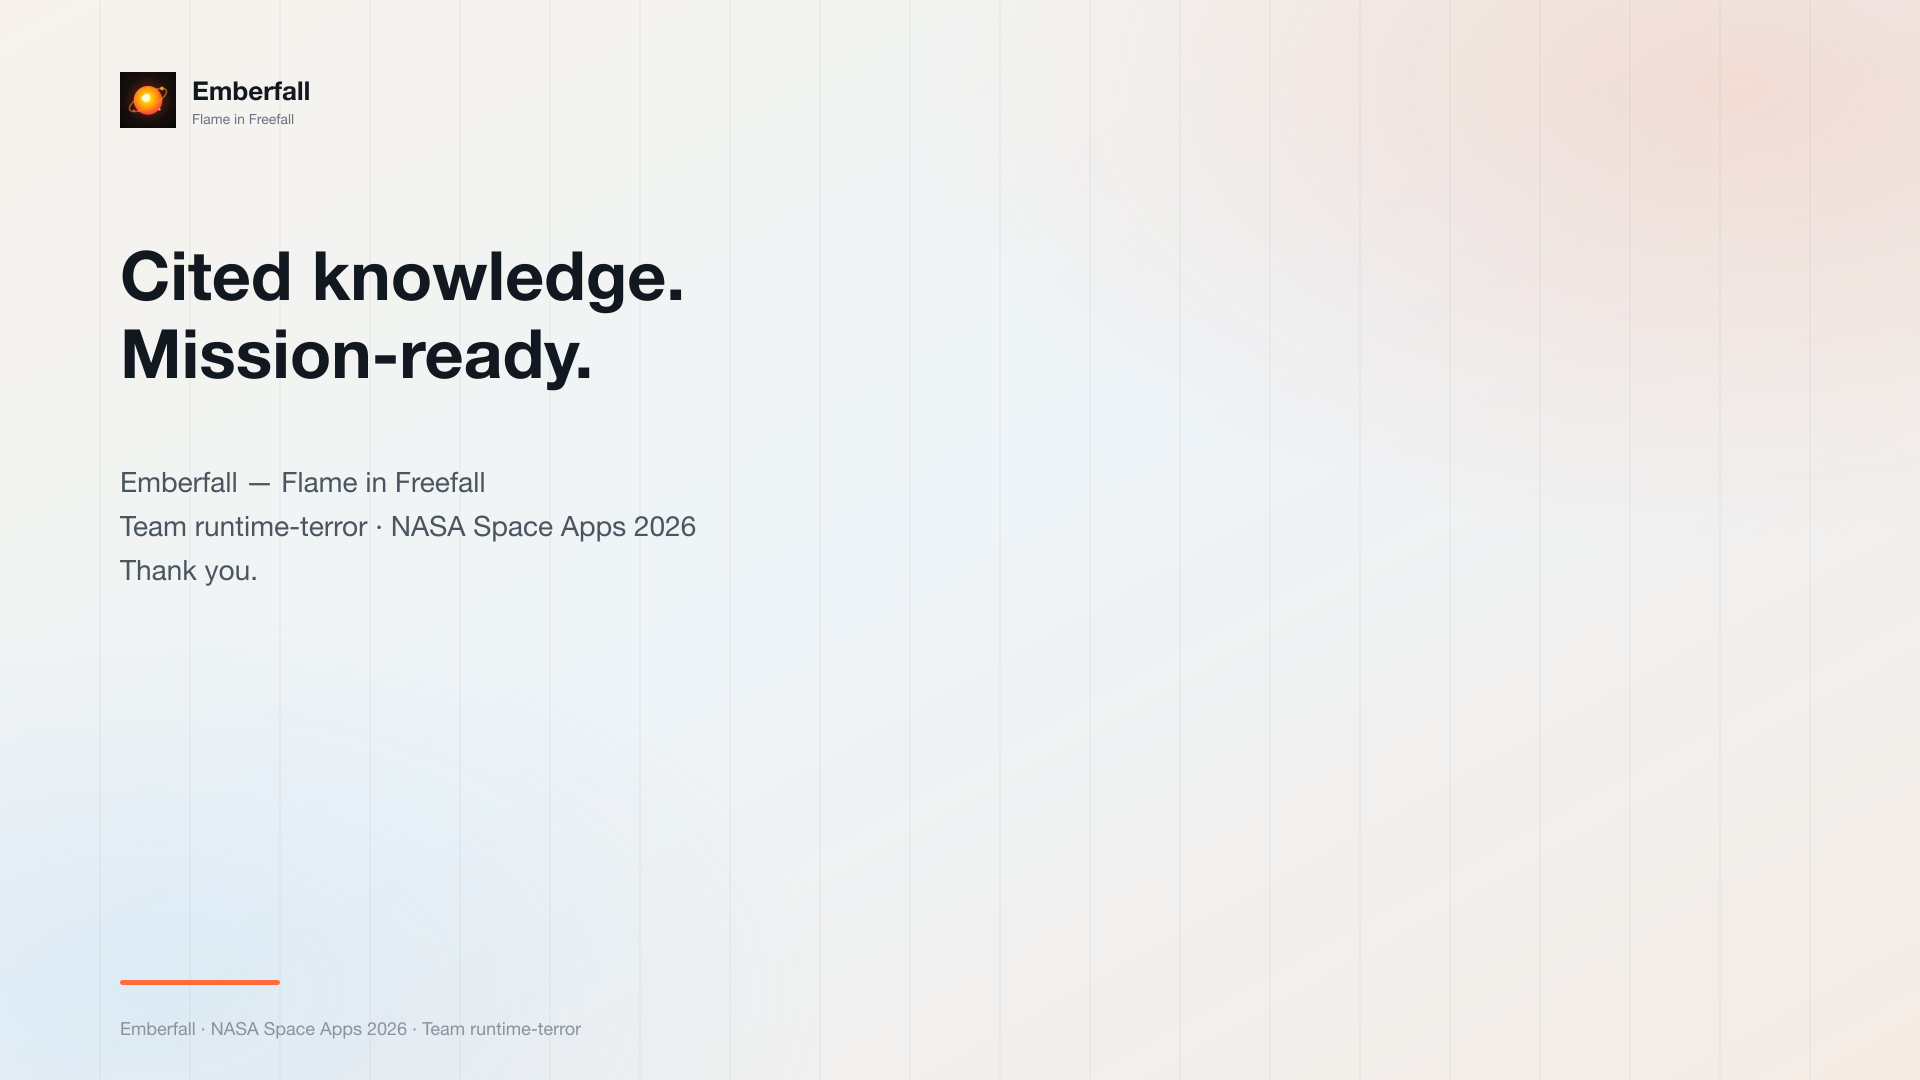 Emberfall
Flame in Freefall
Cited knowledge.
Mission-ready.
Emberfall — Flame in Freefall
Team runtime-terror · NASA Space Apps 2026
Thank you.
Emberfall · NASA Space Apps 2026 · Team runtime-terror